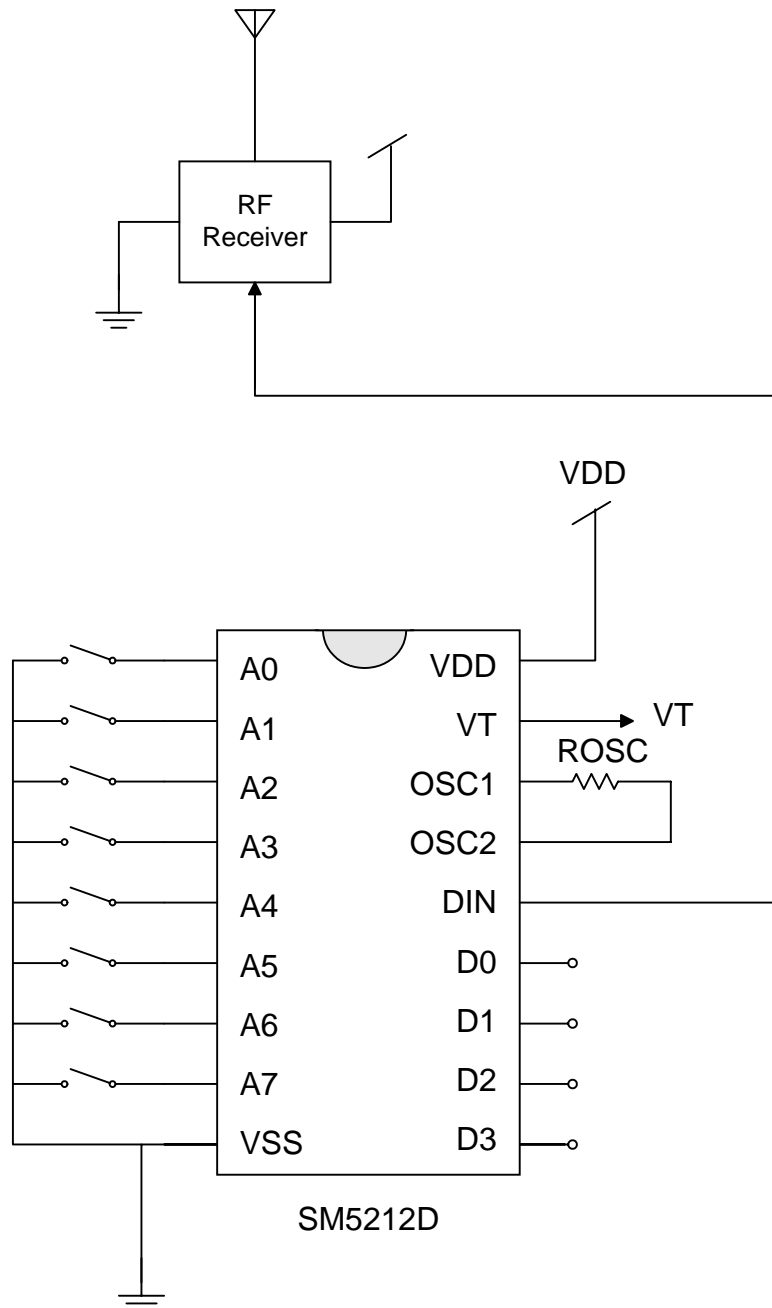 RF
Receiver
VDD
A0
VDD
A1
VT
VT
ROSC
A2
OSC1
A3
OSC2
A4
DIN
A5
D0
A6
D1
A7
D2
VSS
D3
SM5212D